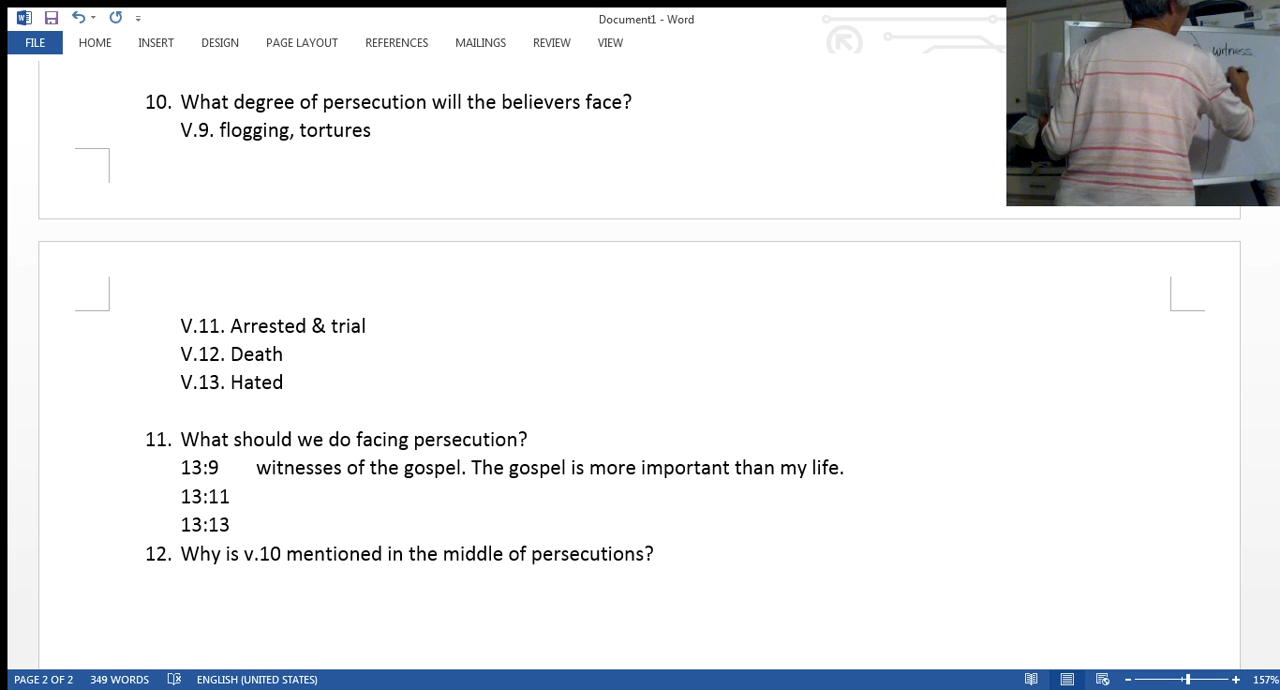 Document1 - Word
FILE HOME INSERT DESIGN PAGE LAYOUT REFERENCES MAILINGS REVIEW VIEW
witness
10. What degree of persecution will the believers face?
V.9. flogging, tortures
V.11. Arrested & trial
V.12. Death
V.13. Hated
11. What should we do facing persecution?
13:9 witnesses of the gospel. The gospel is more important than my life.
13:11
13:13
12. Why is v.10 mentioned in the middle of persecutions?
PAGE 2 OF 2 349 WORDS ENGLISH (UNITED STATES) 157%